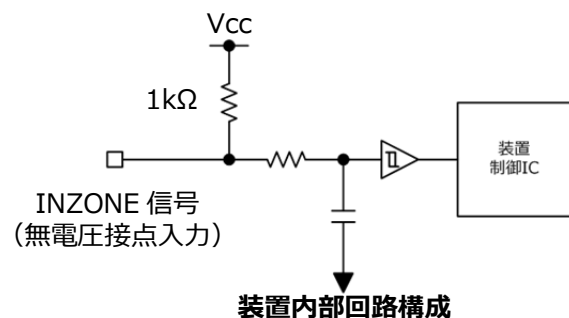 Vcc
1kΩ
装置
制御IC
INZONE 信号
（無電圧接点入力）
装置内部回路構成